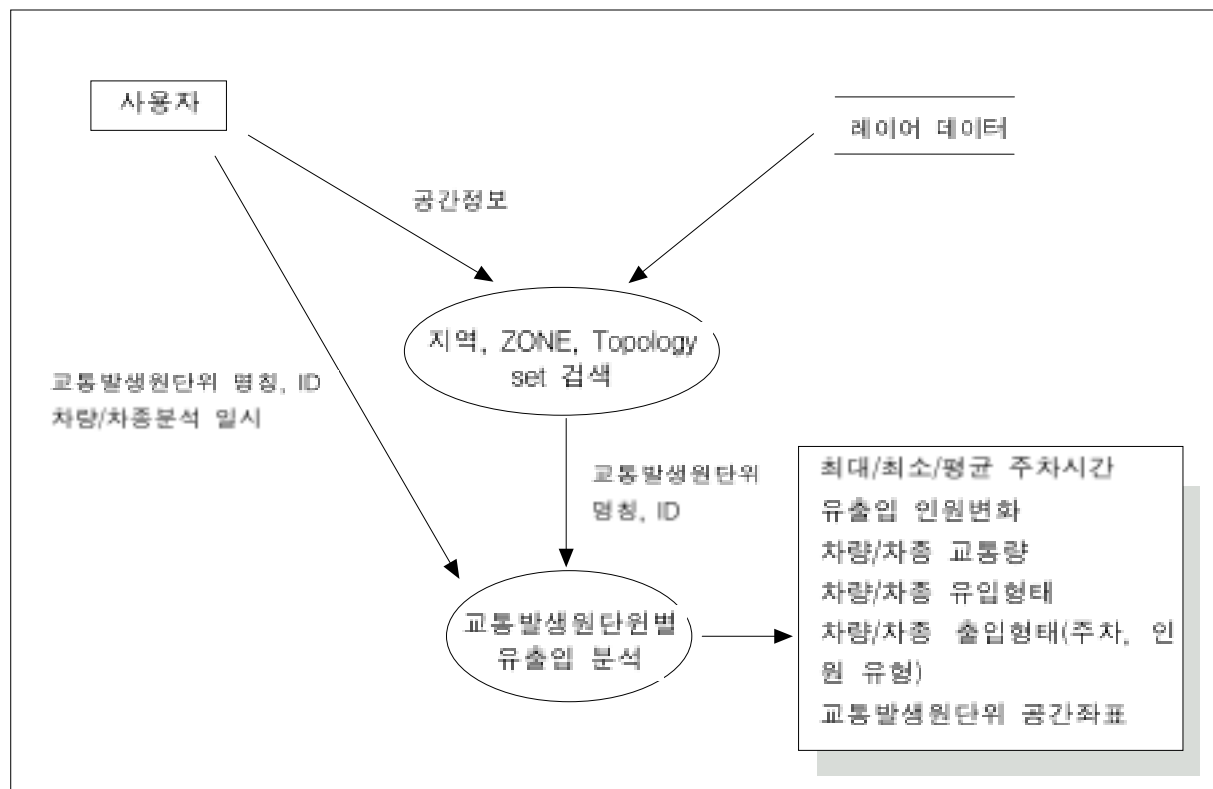 사용자
레이어 데이터
공간정보
지역, ZONE, Topology
set 검색
교통발생원단위 명칭, ID
차량/차종분석 일시
교통발생원단위
명칭, ID
교통발생원단위별
유출입 분석
최대/최소/평균 주차시간
유출입 인원변화
차량/차종 교통량
차량/차종 유입형태
차량/차종 출입형태(주차, 인
원 유형)
교통발생원단위 공간좌표